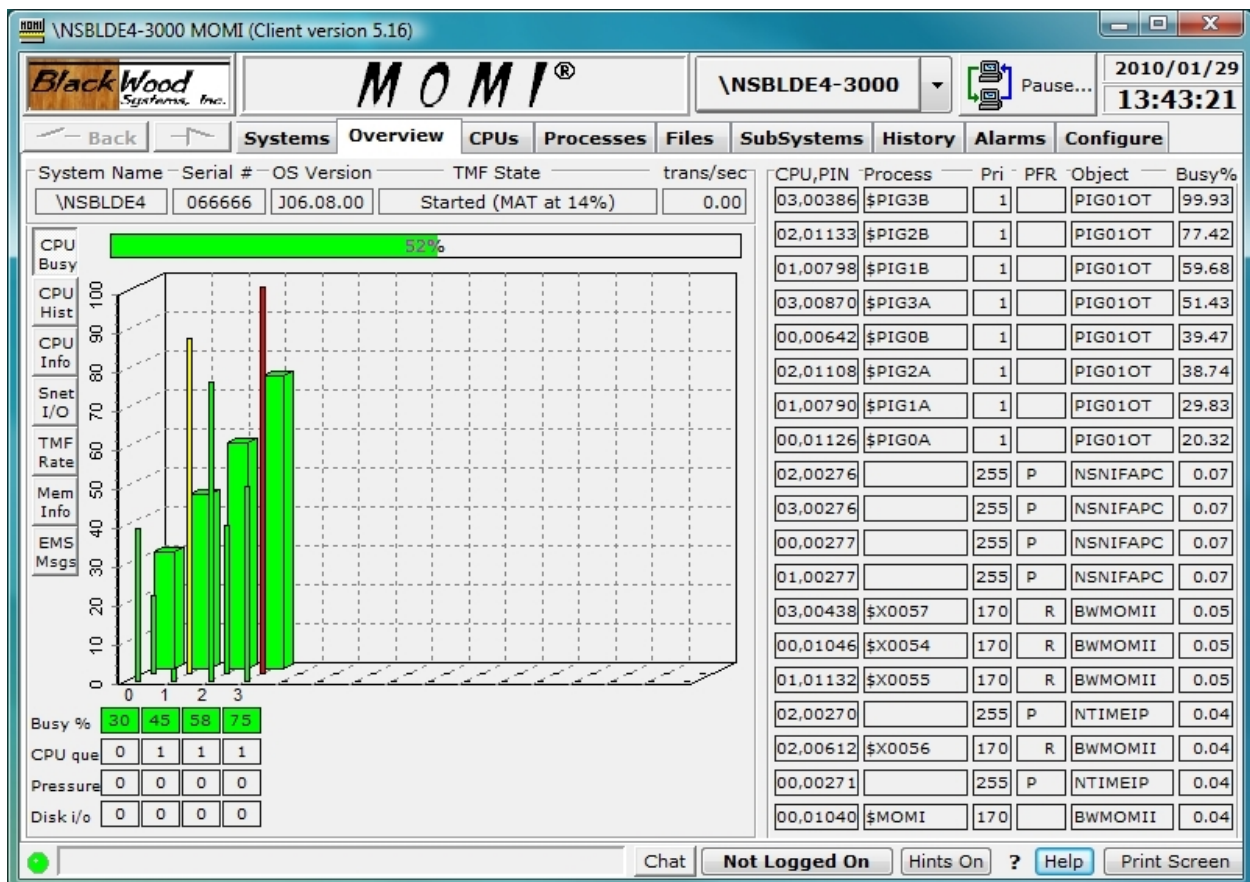 \NSBLDE4-3000 MOMI (Client version 5.16)
BlackWood Systems, Inc.
MOMI®
\NSBLDE4-3000
Pause...
2010/01/29
13:43:21
Back
Systems Overview CPUs Processes Files SubSystems History Alarms Configure
System Name Serial # OS Version TMF State trans/sec
\NSBLDE4 066666 J06.08.00 Started (MAT at 14%) 0.00
CPU Busy
CPU Hist
CPU Info
Snet I/O
TMF Rate
Mem Info
EMS Msgs
52%
100
90
80
70
60
50
40
30
20
10
0
0 1 2 3
Busy % 30 45 58 75
CPU que 0 1 1 1
Pressure 0 0 0 0
Disk i/o 0 0 0 0
CPU,PIN Process Pri PFR Object Busy%
03,00386 $PIG3B 1 PIG01OT 99.93
02,01133 $PIG2B 1 PIG01OT 77.42
01,00798 $PIG1B 1 PIG01OT 59.68
03,00870 $PIG3A 1 PIG01OT 51.43
00,00642 $PIG0B 1 PIG01OT 39.47
02,01108 $PIG2A 1 PIG01OT 38.74
01,00790 $PIG1A 1 PIG01OT 29.83
00,01126 $PIG0A 1 PIG01OT 20.32
02,00276 255 P NSNIFAPC 0.07
03,00276 255 P NSNIFAPC 0.07
00,00277 255 P NSNIFAPC 0.07
01,00277 255 P NSNIFAPC 0.07
03,00438 $X0057 170 R BWMOMII 0.05
00,01046 $X0054 170 R BWMOMII 0.05
01,01132 $X0055 170 R BWMOMII 0.05
02,00270 255 P NTIMEIP 0.04
02,00612 $X0056 170 R BWMOMII 0.04
00,00271 255 P NTIMEIP 0.04
00,01040 $MOMI 170 BWMOMII 0.04
Chat Not Logged On Hints On ? Help Print Screen